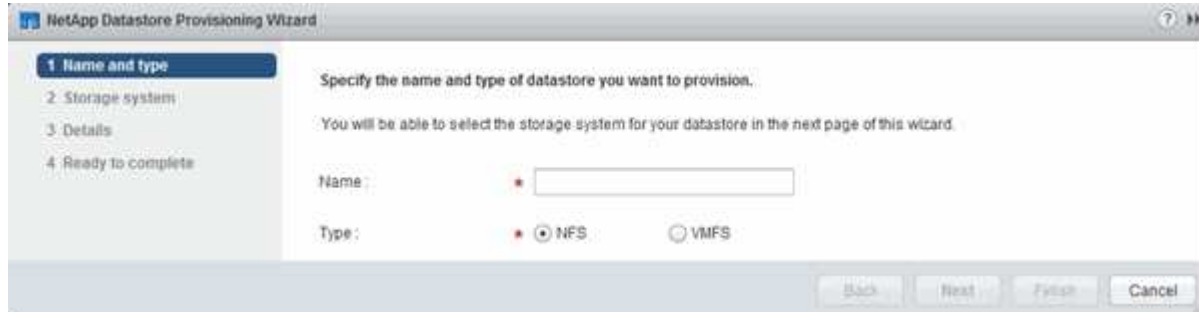 NetApp Datastore Provisioning Wizard
?
1 Name and type
2 Storage system
3 Details
4 Ready to complete
Specify the name and type of datastore you want to provision.
You will be able to select the storage system for your datastore in the next page of this wizard.
Name :
*
Type :
* NFS VMFS
Back Next Finish Cancel